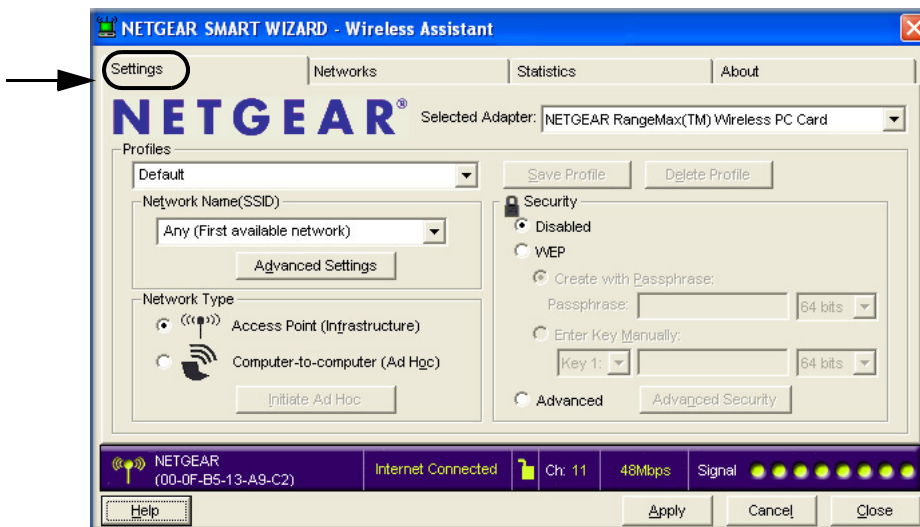 NETGEAR SMART WIZARD - Wireless Assistant
Settings Networks Statistics About
NETGEAR® Selected Adapter: NETGEAR RangeMax(TM) Wireless PC Card
Profiles
Default Save Profile Delete Profile
Network Name(SSID)
Any (First available network)
Advanced Settings
Network Type
Access Point (Infrastructure)
Computer-to-computer (Ad Hoc)
Initiate Ad Hoc
Security
Disabled
WEP
Create with Passphrase:
Passphrase: 64 bits
Enter Key Manually:
Key 1: 64 bits
Advanced Advanced Security
NETGEAR
(00-0F-B5-13-A9-C2)
Internet Connected Ch: 11 48Mbps Signal
Help Apply Cancel Close